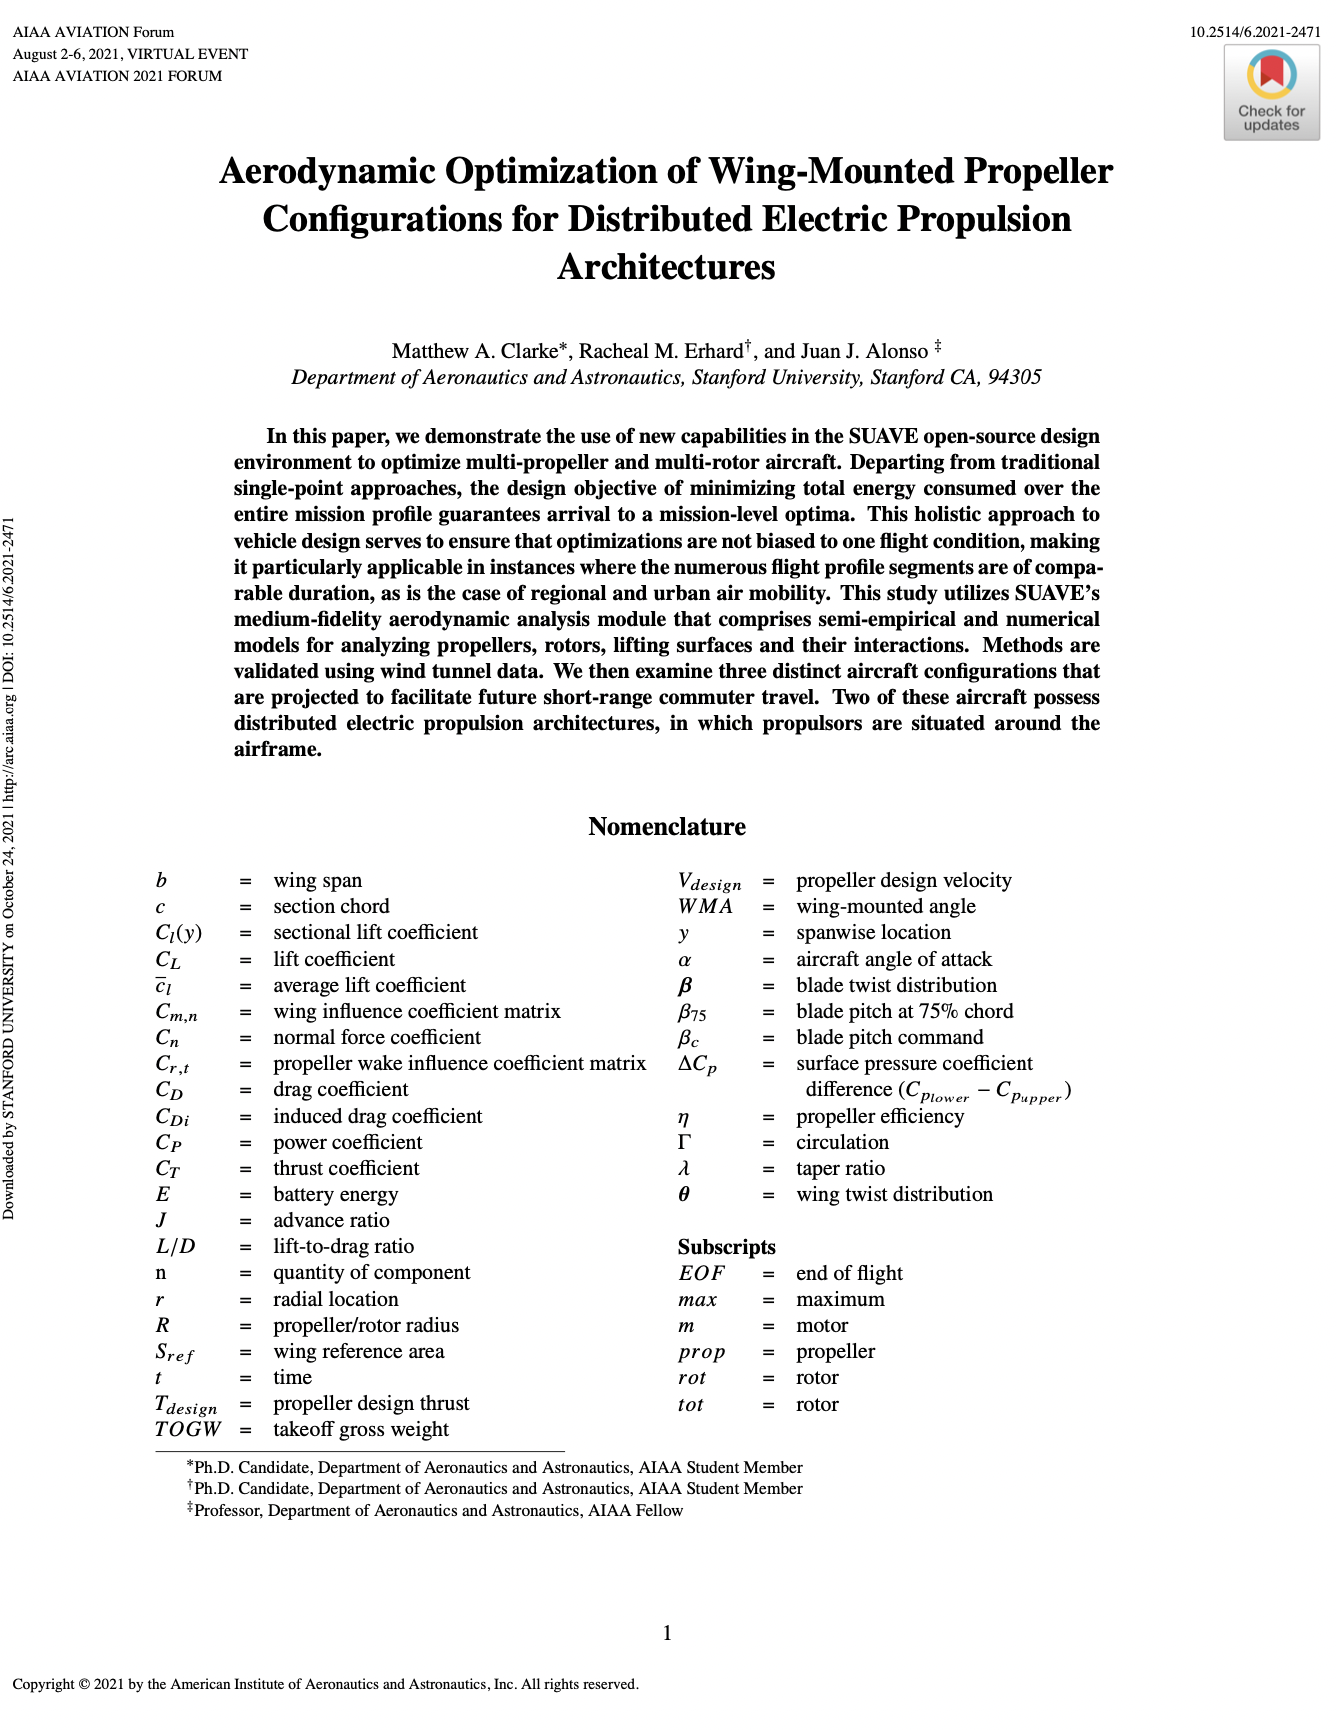 AIAA AVIATION Forum
August 2-6, 2021, VIRTUAL EVENT
AIAA AVIATION 2021 FORUM
10.2514/6.2021-2471
Check for
updates
Aerodynamic Optimization of Wing-Mounted Propeller
Configurations for Distributed Electric Propulsion
Architectures
Matthew A. Clarke*, Racheal M. Erhard†, and Juan J. Alonso ‡
Department of Aeronautics and Astronautics, Stanford University, Stanford CA, 94305
In this paper, we demonstrate the use of new capabilities in the SUAVE open-source design
environment to optimize multi-propeller and multi-rotor aircraft. Departing from traditional
single-point approaches, the design objective of minimizing total energy consumed over the
entire mission profile guarantees arrival to a mission-level optima. This holistic approach to
vehicle design serves to ensure that optimizations are not biased to one flight condition, making
it particularly applicable in instances where the numerous flight profile segments are of compa-
rable duration, as is the case of regional and urban air mobility. This study utilizes SUAVE's
medium-fidelity aerodynamic analysis module that comprises semi-empirical and numerical
models for analyzing propellers, rotors, lifting surfaces and their interactions. Methods are
validated using wind tunnel data. We then examine three distinct aircraft configurations that
are projected to facilitate future short-range commuter travel. Two of these aircraft possess
distributed electric propulsion architectures, in which propulsors are situated around the
airframe.
Nomenclature
b = wing span
c = section chord
C_l(y) = sectional lift coefficient
C_L = lift coefficient
c̅_l = average lift coefficient
C_{m,n} = wing influence coefficient matrix
C_n = normal force coefficient
C_{r,t} = propeller wake influence coefficient matrix
C_D = drag coefficient
C_{Di} = induced drag coefficient
C_P = power coefficient
C_T = thrust coefficient
E = battery energy
J = advance ratio
L/D = lift-to-drag ratio
n = quantity of component
r = radial location
R = propeller/rotor radius
S_{ref} = wing reference area
t = time
T_{design} = propeller design thrust
TOGW = takeoff gross weight
V_{design} = propeller design velocity
WMA = wing-mounted angle
y = spanwise location
α = aircraft angle of attack
β = blade twist distribution
β_{75} = blade pitch at 75% chord
β_c = blade pitch command
ΔC_p = surface pressure coefficient
difference (C_{p_{lower}} − C_{p_{upper}})
η = propeller efficiency
Γ = circulation
λ = taper ratio
θ = wing twist distribution
Subscripts
EOF = end of flight
max = maximum
m = motor
prop = propeller
rot = rotor
tot = rotor
*Ph.D. Candidate, Department of Aeronautics and Astronautics, AIAA Student Member
†Ph.D. Candidate, Department of Aeronautics and Astronautics, AIAA Student Member
‡Professor, Department of Aeronautics and Astronautics, AIAA Fellow
1
Copyright © 2021 by the American Institute of Aeronautics and Astronautics, Inc. All rights reserved.
Downloaded by STANFORD UNIVERSITY on October 24, 2021 | http://arc.aiaa.org | DOI: 10.2514/6.2021-2471